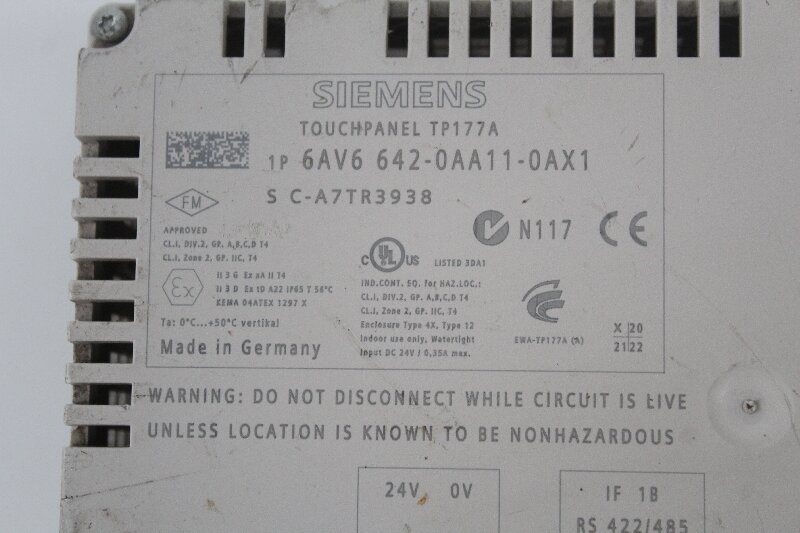 SIEMENS
TOUCHPANEL TP177A
1P 6AV6 642-0AA11-0AX1
S C-A7TR3938
FM
APPROVED
CL.I, DIV.2, GP. A,B,C,D T4
CL.I, Zone 2, GP. IIC, T4
N117 CE
C UL US LISTED 3DA1
Ex
II 3 G Ex nA II T4
II 3 D Ex tD A22 IP65 T 58°C
KEMA 04ATEX 1297 X
Ta: 0°C...+50°C vertikal
Made in Germany
IND.CONT. EQ. for HAZ.LOC.:
CL.I, DIV.2, GP. A,B,C,D T4
CL.I, Zone 2, GP. IIC, T4
Enclosure Type 4X, Type 12
Indoor use only, Watertight
Input DC 24V / 0,35A max.
EWA-TP177A (A)
X 20
21 22
WARNING: DO NOT DISCONNECT WHILE CIRCUIT IS LIVE
UNLESS LOCATION IS KNOWN TO BE NONHAZARDOUS
24V 0V
IF 1B
RS 422/485